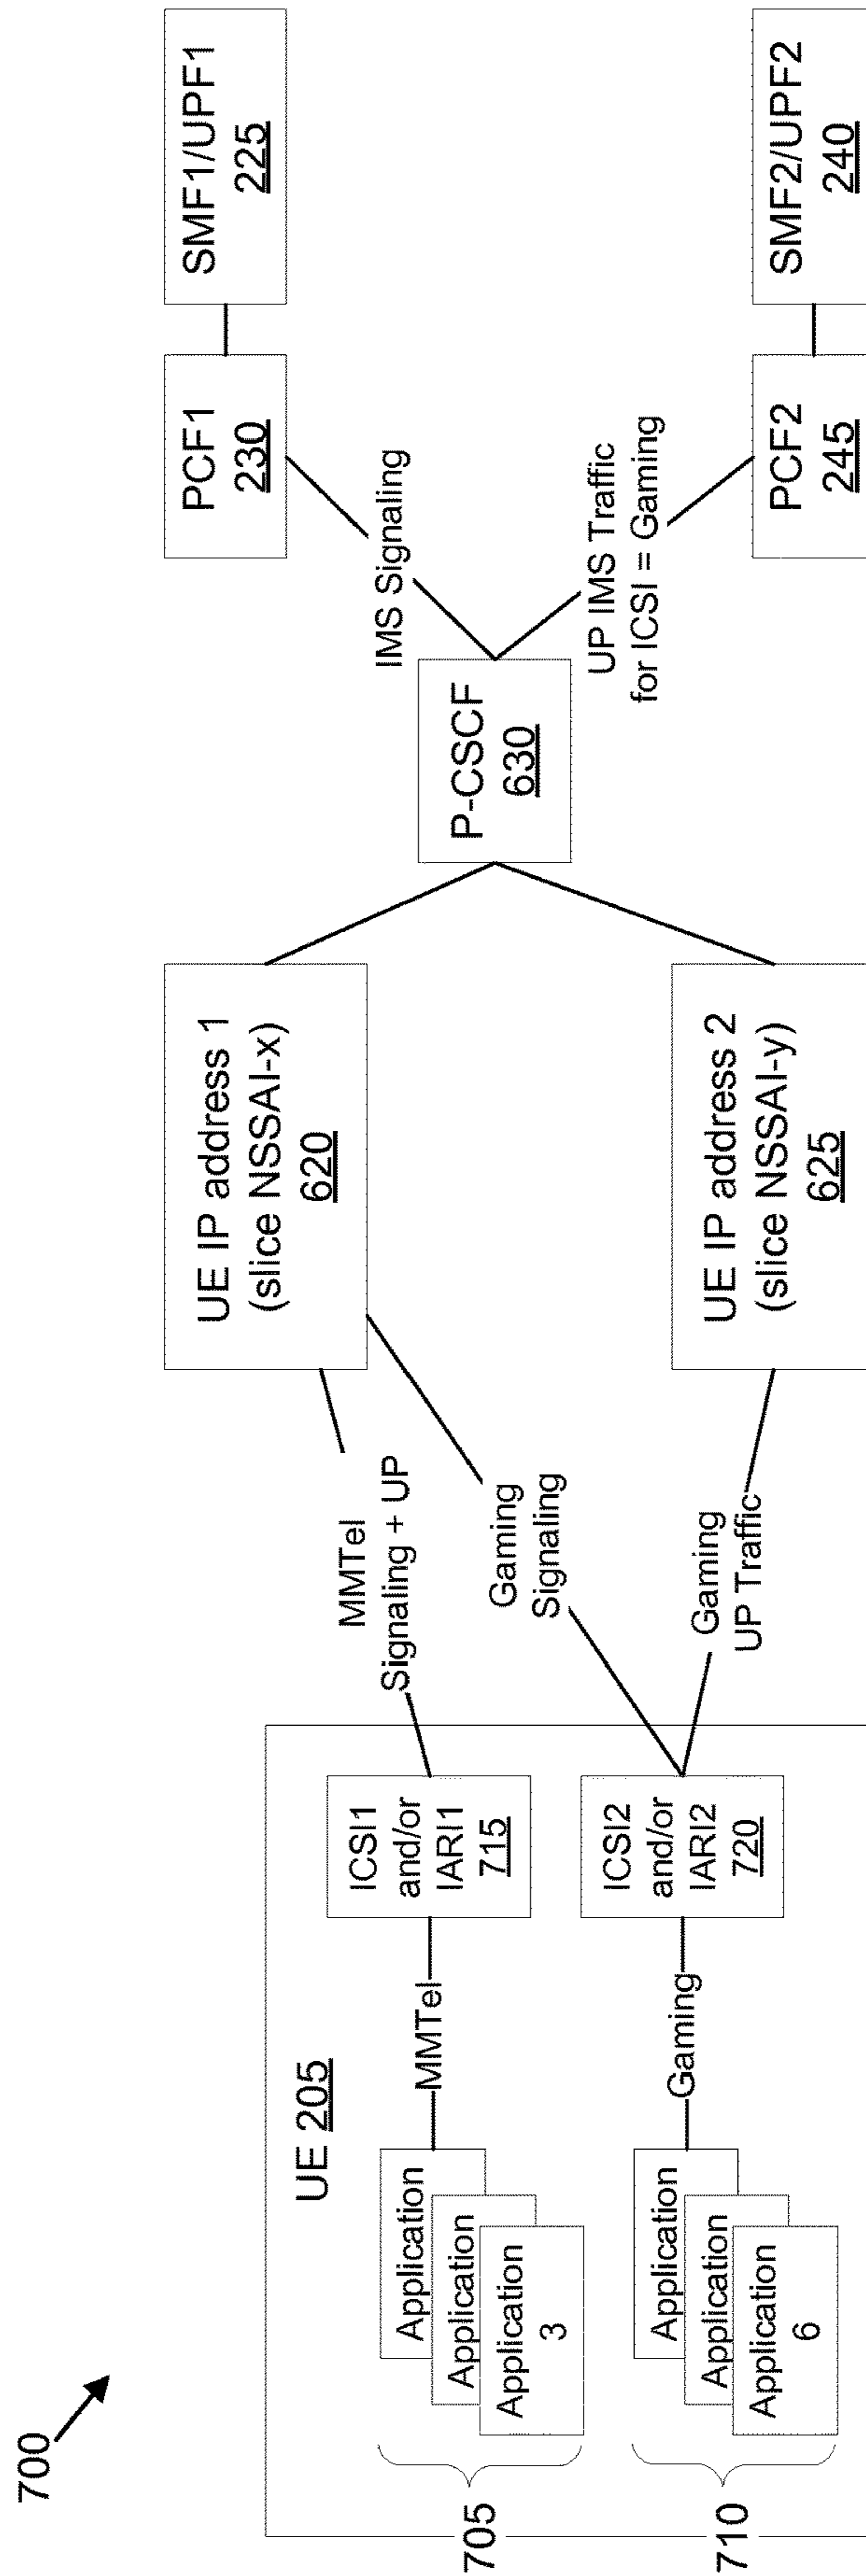 700
UE 205
705
Application
Application
Application
3
MMTel
ICSI1
and/or
IARI1
715
710
Application
Application
Application
6
Gaming
ICSI2
and/or
IARI2
720
MMTel
Signaling + UP
Gaming
Signaling
Gaming
UP Traffic
UE IP address 1
(slice NSSAI-x)
620
UE IP address 2
(slice NSSAI-y)
625
P-CSCF
630
IMS Signaling
UP IMS Traffic
for ICSI = Gaming
PCF1
230
SMF1/UPF1
225
PCF2
245
SMF2/UPF2
240